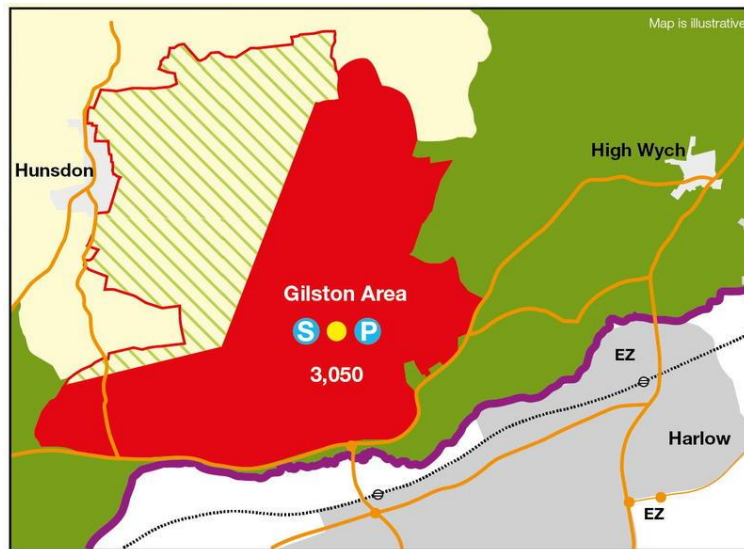 Map is illustrative
High Wych
Hunsdon
Gilston Area
S P
3,050
EZ
Harlow
EZ